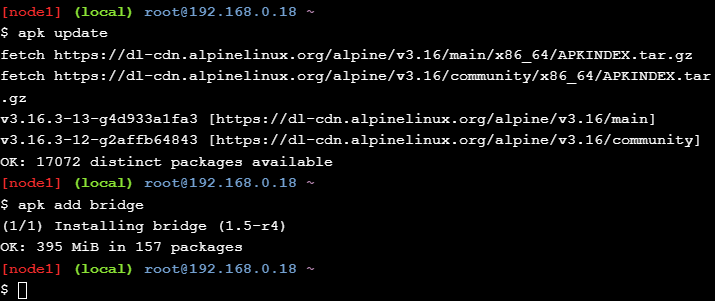 [node1] (local) root@192.168.0.18 ~
$ apk update
fetch https://dl-cdn.alpinelinux.org/alpine/v3.16/main/x86_64/APKINDEX.tar.gz
fetch https://dl-cdn.alpinelinux.org/alpine/v3.16/community/x86_64/APKINDEX.tar
.gz
v3.16.3-13-g4d933a1fa3 [https://dl-cdn.alpinelinux.org/alpine/v3.16/main]
v3.16.3-12-g2affb64843 [https://dl-cdn.alpinelinux.org/alpine/v3.16/community]
OK: 17072 distinct packages available
[node1] (local) root@192.168.0.18 ~
$ apk add bridge
(1/1) Installing bridge (1.5-r4)
OK: 395 MiB in 157 packages
[node1] (local) root@192.168.0.18 ~
$